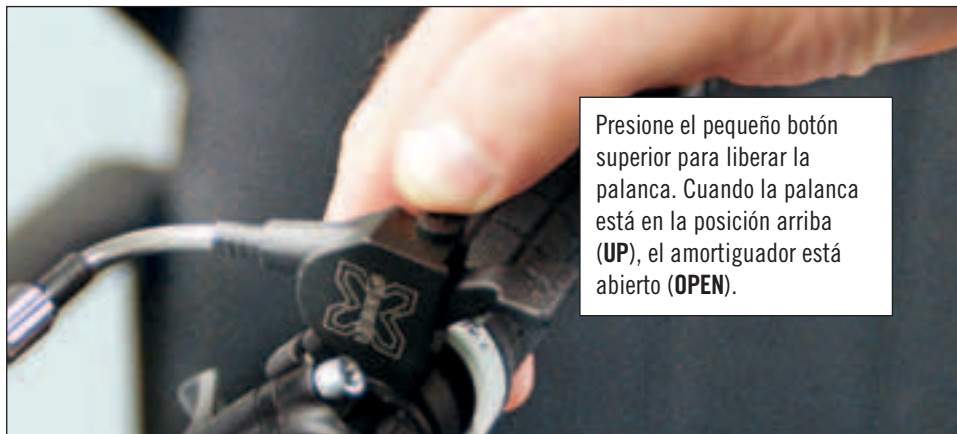 Presione el pequeño botón
superior para liberar la
palanca. Cuando la palanca
está en la posición arriba
(UP), el amortiguador está
abierto (OPEN).